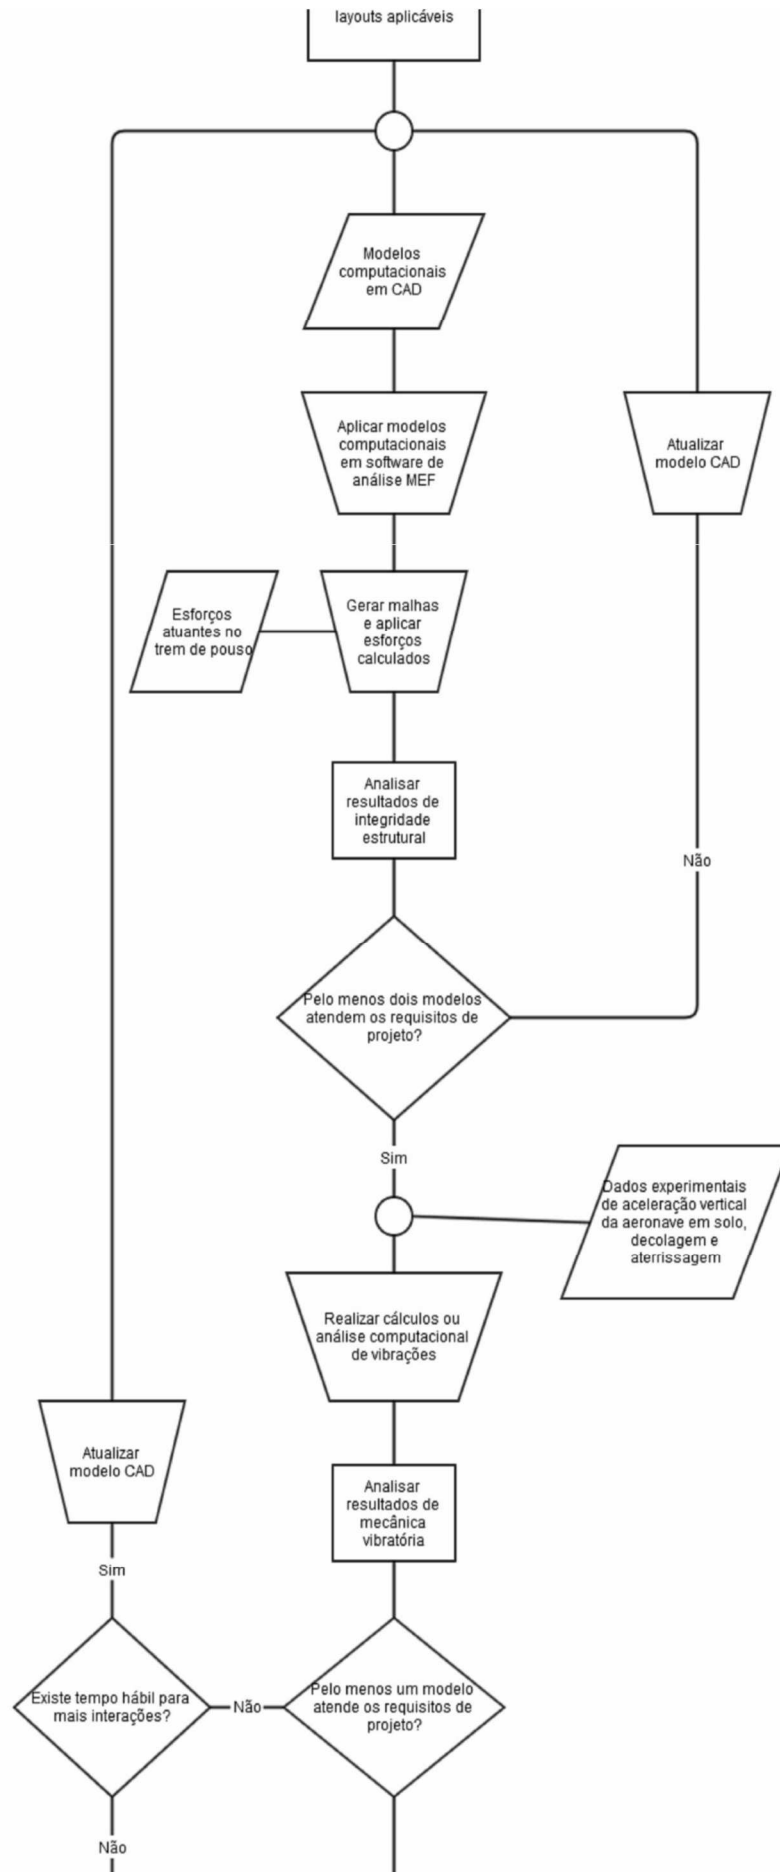 layouts aplicáveis
Modelos
computacionais
em CAD
Aplicar modelos
computacionais
em software de
análise MEF
Atualizar
modelo CAD
Esforços
atuantes no
trem de pouso
Gerar malhas
e aplicar
esforços
calculados
Analisar
resultados de
integridade
estrutural
Não
Pelo menos dois modelos
atendem os requisitos de
projeto?
Sim
Dados experimentais
de aceleração vertical
da aeronave em solo,
decolagem e
aterrissagem
Realizar cálculos ou
análise computacional
de vibrações
Atualizar
modelo CAD
Analisar
resultados de
mecânica
vibratória
Sim
Existe tempo hábil para
mais interações?
Não
Pelo menos um modelo
atende os requisitos de
projeto?
Não